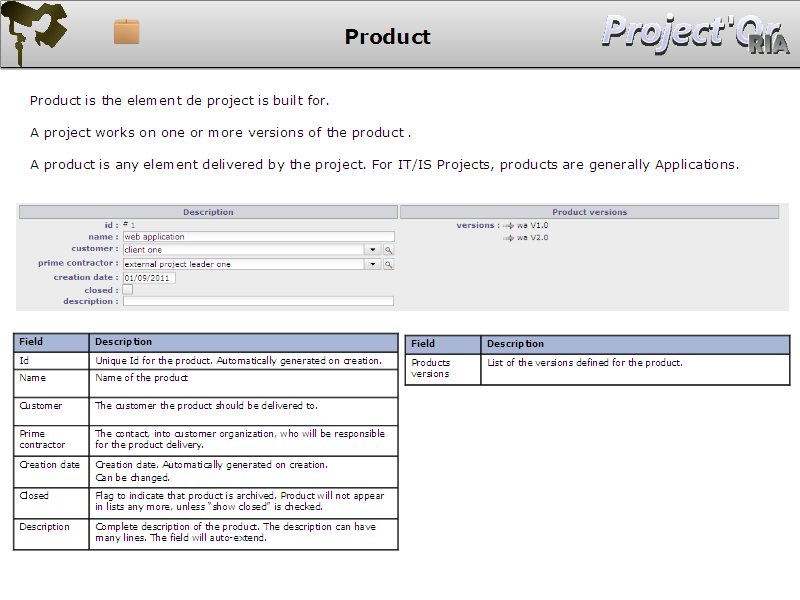 Product
Project'Or
RIA
Product is the element de project is built for.
A project works on one or more versions of the product .
A product is any element delivered by the project. For IT/IS Projects, products are generally Applications.
Description
id : # 1
name : web application
customer : client one
prime contractor : external project leader one
creation date : 01/09/2011
closed :
description :
Product versions
versions : wa V1.0
wa V2.0
Field Description
Id Unique Id for the product. Automatically generated on creation.
Name Name of the product
Customer The customer the product should be delivered to.
Prime The contact, into customer organization, who will be responsible
contractor for the product delivery.
Creation date Creation date. Automatically generated on creation.
Can be changed.
Closed Flag to indicate that product is archived. Product will not appear
in lists any more, unless “show closed” is checked.
Description Complete description of the product. The description can have
many lines. The field will auto-extend.
Field Description
Products List of the versions defined for the product.
versions